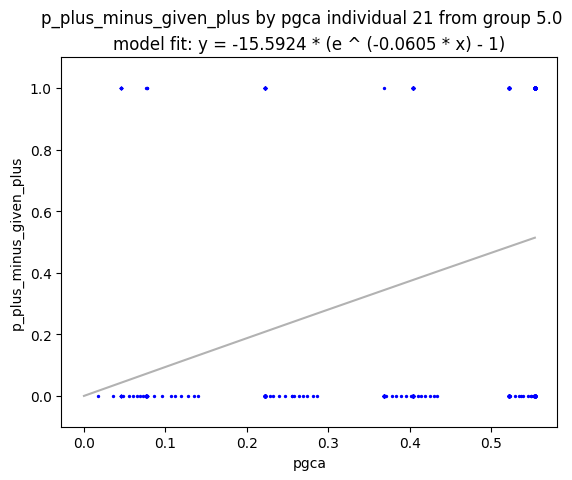 p_plus_minus_given_plus by pgca individual 21 from group 5.0
model fit: y = -15.5924 * (e ^ (-0.0605 * x) - 1)
1.0
0.8
0.6
0.4
0.2
0.0
p_plus_minus_given_plus
0.0 0.1 0.2 0.3 0.4 0.5
pgca